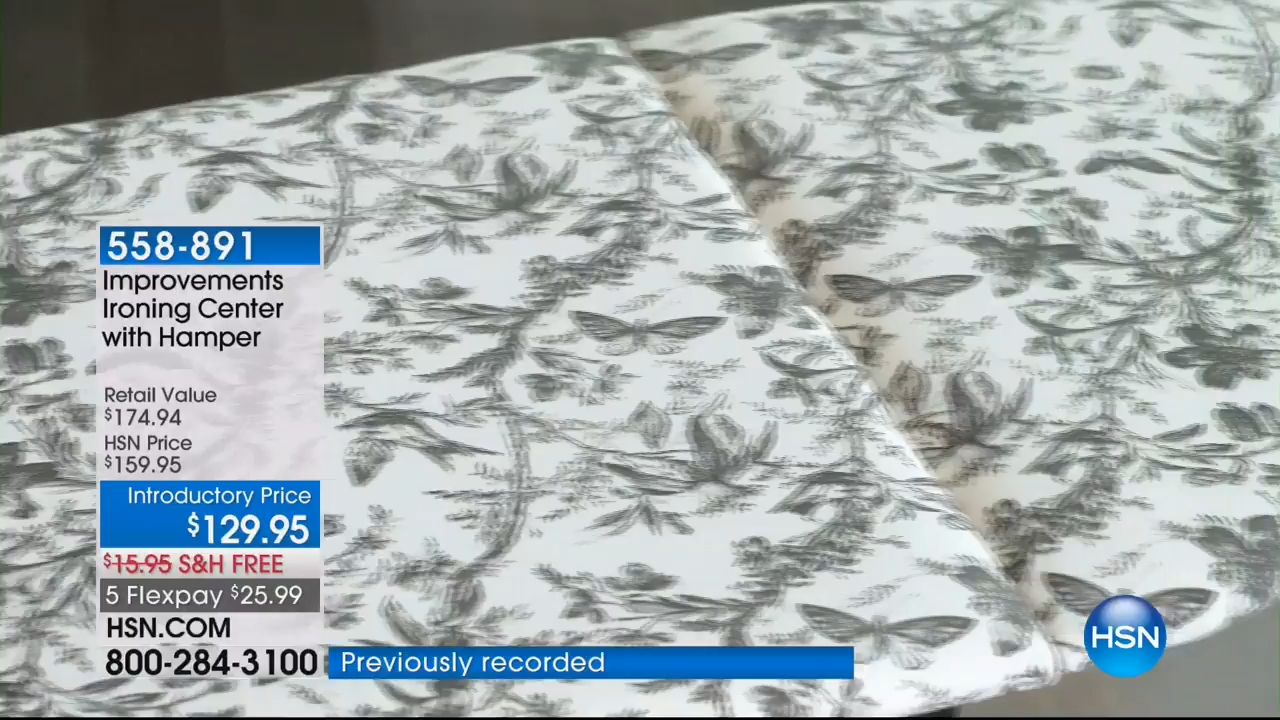 558-891
Improvements
Ironing Center
with Hamper
Retail Value
$174.94
HSN Price
$159.95
Introductory Price
$129.95
$15.95 S&H FREE
5 Flexpay $25.99
HSN.COM
800-284-3100
Previously recorded
HSN